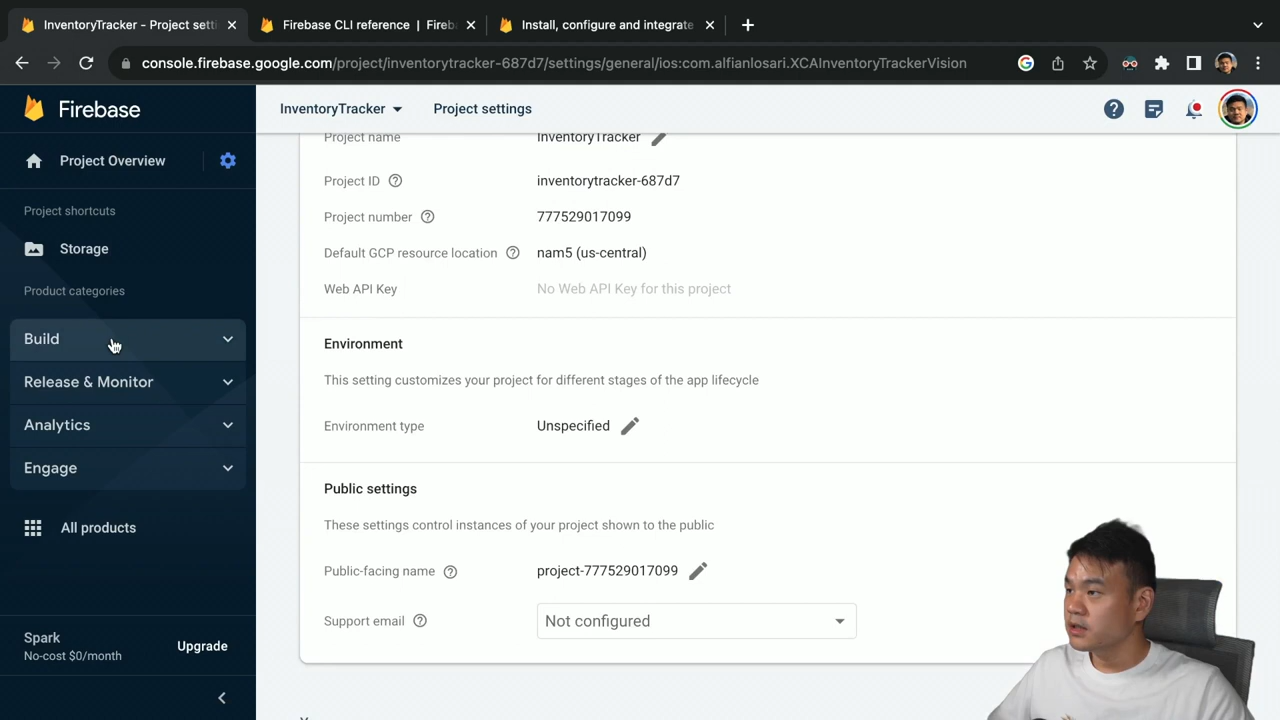 InventoryTracker - Project setti
Firebase CLI reference | Fireb
Install, configure and integrate
console.firebase.google.com/project/inventorytracker-687d7/settings/general/ios:com.alfianlosari.XCAInventoryTrackerVision
Firebase
InventoryTracker
Project settings
Project Overview
Project shortcuts
Storage
Product categories
Build
Release & Monitor
Analytics
Engage
All products
Spark
No-cost $0/month
Upgrade
Project name InventoryTracker
Project ID inventorytracker-687d7
Project number 777529017099
Default GCP resource location nam5 (us-central)
Web API Key No Web API Key for this project
Environment
This setting customizes your project for different stages of the app lifecycle
Environment type Unspecified
Public settings
These settings control instances of your project shown to the public
Public-facing name project-777529017099
Support email Not configured